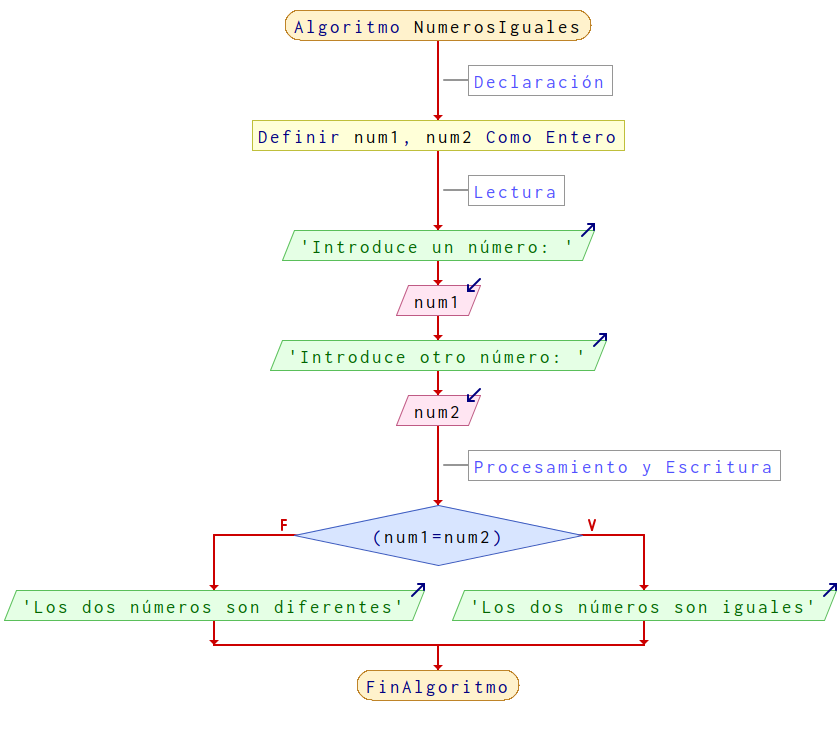 Algoritmo NumerosIguales
Declaración
Definir num1, num2 Como Entero
Lectura
'Introduce un número: '
num1
'Introduce otro número: '
num2
Procesamiento y Escritura
F
V
(num1=num2)
'Los dos números son diferentes'
'Los dos números son iguales'
FinAlgoritmo